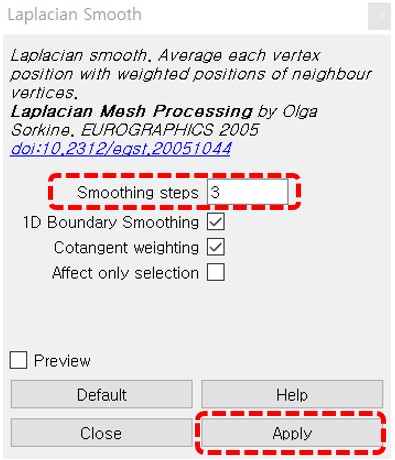 Laplacian Smooth
Laplacian smooth. Average each vertex
position with weighted positions of neighbour
vertices.
Laplacian Mesh Processing by Olga
Sorkine. EUROGRAPHICS 2005
doi:10.2312/egst.20051044
Smoothing steps 3
1D Boundary Smoothing
Cotangent weighting
Affect only selection
Preview
Default Help
Close Apply